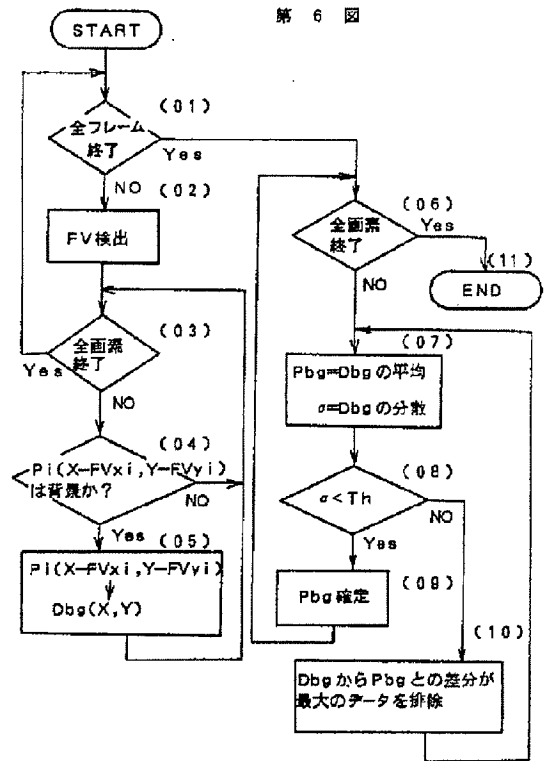 第 6 図
START
(01)
全フレーム
終了
Yes
NO
(02)
FV検出
(03)
全画素
終了
Yes
NO
(04)
Pi(X-FVxi,Y-FVyi)
は背景か?
NO
Yes
(05)
Pi(X-FVxi,Y-FVyi)
Dbg(X,Y)
(06)
全画素
終了
Yes
NO
(11)
END
(07)
Pbg=Dbgの平均
σ=Dbgの分散
(08)
σ<Th
NO
Yes
(09)
Pbg確定
(10)
DbgからPbgとの差分が
最大のデータを排除